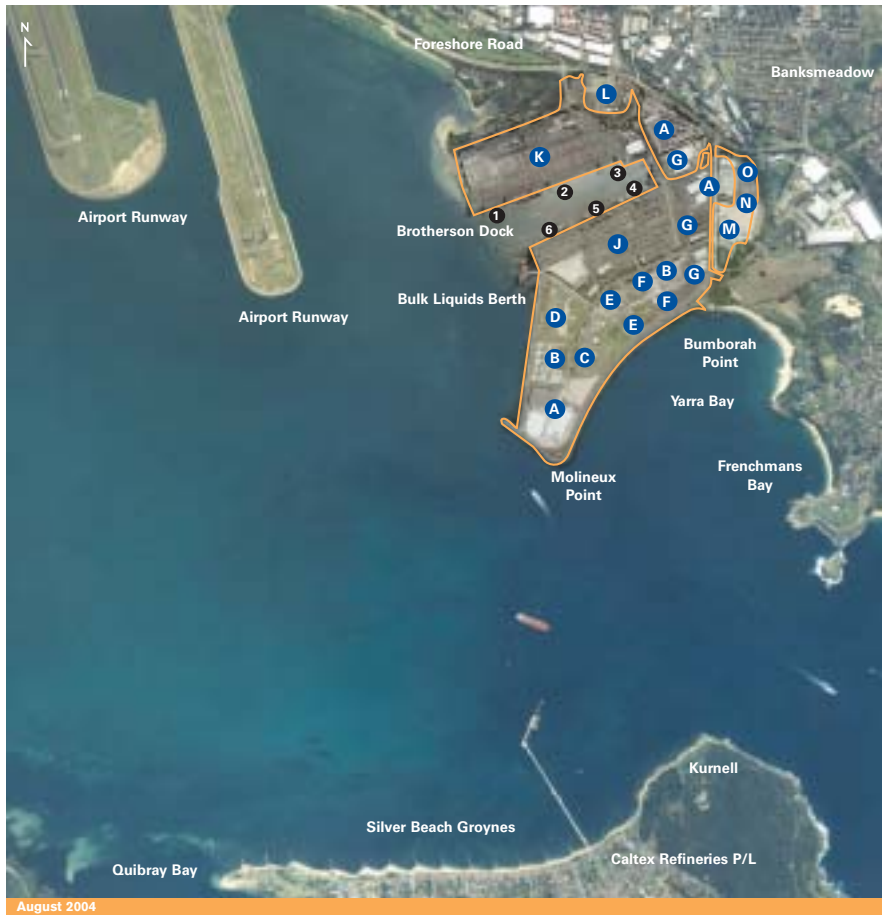 N
Foreshore Road
Banksmeadow
L
A
K
G
3
O
2
4
A
N
1
5
Airport Runway
Brotherson Dock
6
G
M
J
B
G
F
Bulk Liquids Berth
E
F
Airport Runway
D
E
Bumborah
Point
B
C
Yarra Bay
A
Frenchmans
Bay
Molineux
Point
Kurnell
Silver Beach Groynes
Caltex Refineries P/L
Quibray Bay
August 2004